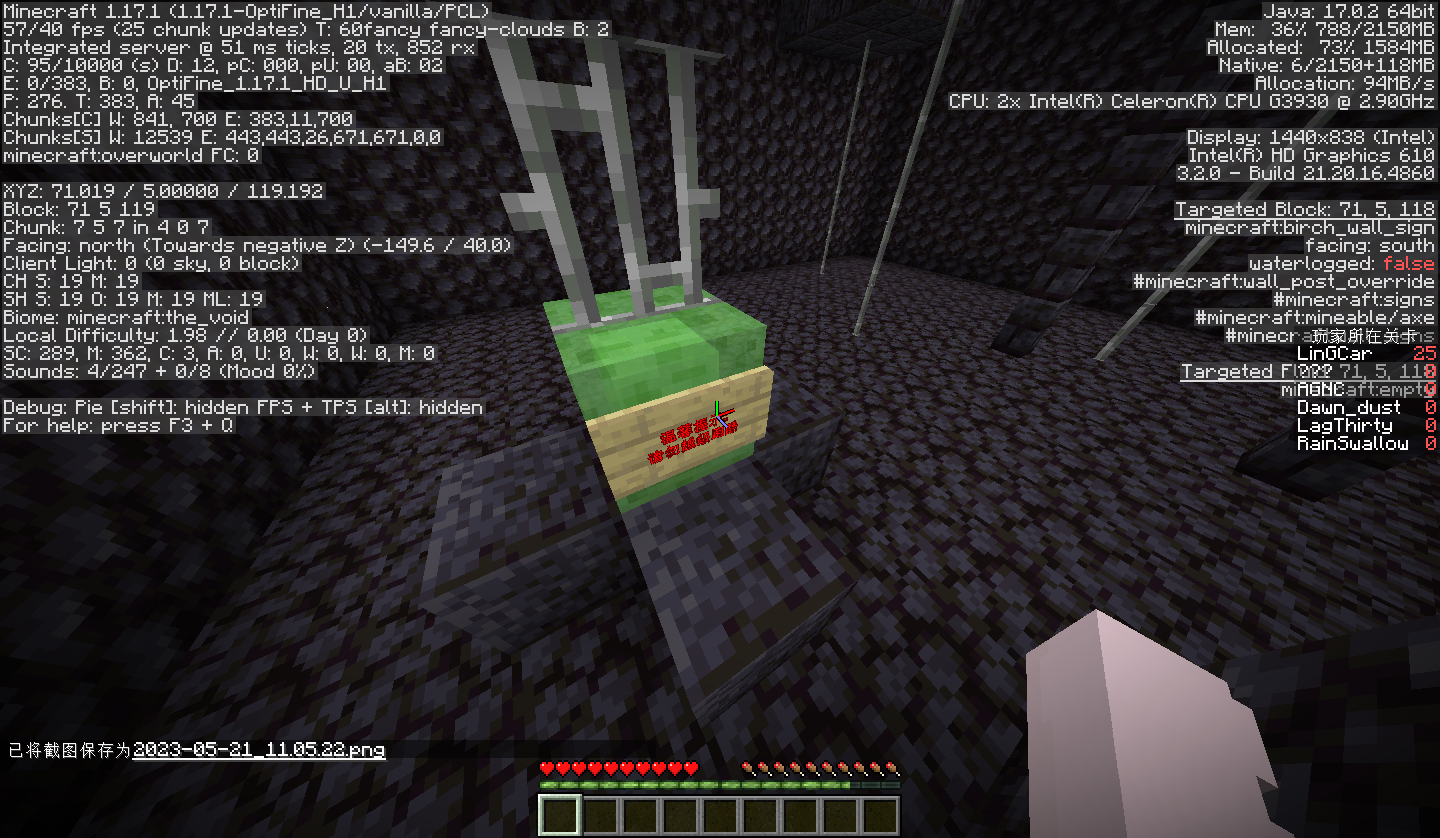 Minecraft 1.17.1 (1.17.1-OptiFine_H1/vanilla/PCL)
57/40 fps (25 chunk updates) T: 60fancy fancy-clouds B: 2
Integrated server @ 51 ms ticks, 20 tx, 852 rx
C: 95/10000 (s) D: 12, pC: 000, pU: 00, aB: 02
E: 0/383, B: 0, OptiFine_1.17.1_HD_U_H1
P: 276. T: 383, A: 45
Chunks[C] W: 841, 700 E: 383,11,700
Chunks[S] W: 12539 E: 443,443,26,671,671,0,0
minecraft:overworld FC: 0
XYZ: 71.019 / 5.00000 / 119.192
Block: 71 5 119
Chunk: 7 5 7 in 4 0 7
Facing: north (Towards negative Z) (-149.6 / 40.0)
Client Light: 0 (0 sky, 0 block)
CH S: 19 M: 19
SH S: 19 O: 19 M: 19 ML: 19
Biome: minecraft:the_void
Local Difficulty: 1.98 // 0.00 (Day 0)
SC: 289, M: 362, C: 3, A: 0, U: 0, W: 0, W: 0, M: 0
Sounds: 4/247 + 0/8 (Mood 0%)
Debug: Pie [shift]: hidden FPS + TPS [alt]: hidden
For help: press F3 + Q
Java: 17.0.2 64bit
Mem: 36% 788/2150MB
Allocated: 73% 1584MB
Native: 6/2150+118MB
Allocation: 94MB/s
CPU: 2x Intel(R) Celeron(R) CPU G3930 @ 2.90GHz
Display: 1440x838 (Intel)
Intel(R) HD Graphics 610
3.2.0 - Build 21.20.16.4860
Targeted Block: 71, 5, 118
minecraft:birch_wall_sign
facing: south
waterlogged: false
#minecraft:wall_post_override
#minecraft:signs
#minecraft:mineable/axe
玩家所在关卡
LinGCar 25
Targeted 71, 5, 0
0
Dawn_dust 0
LagThirty 0
RainSwallow 0
已将截图保存为2023-05-21_11.05.22.png